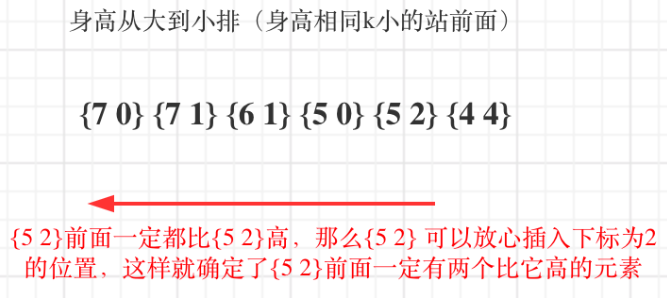 身高从大到小排（身高相同k小的站前面）
{7 0} {7 1} {6 1} {5 0} {5 2} {4 4}
{5 2}前面一定都比{5 2}高，那么{5 2} 可以放心插入下标为2
的位置，这样就确定了{5 2}前面一定有两个比它高的元素